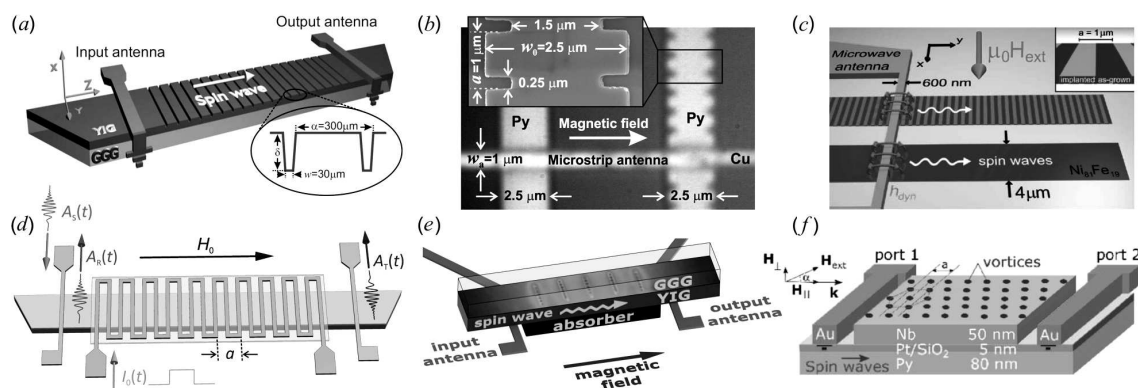 (a)
Output antenna
Input antenna
X
Z
Y
Spin wave
YIG
GGG
α=300μm
δ
w=30μm
(b)
1.5 μm
a=1 μm
w₀=2.5 μm
0.25 μm
Py
Magnetic field
Py
wₐ=1 μm
Microstrip antenna
Cu
2.5 μm
2.5 μm
(c)
a = 1μm
Microwave antenna
y
x
μ₀Hext
implanted
as-grown
600 nm
spin waves
Ni₈₁Fe₁₉
hdyn
4μm
(d)
Aₛ(t)
A_R(t)
H₀
A_T(t)
a
I₀(t)
(e)
GGG
YIG
spin wave
absorber
input antenna
output antenna
magnetic field
(f)
port 1
vortices
port 2
H⊥
Hext
a
α
H||
k
Au
Nb
50 nm
Au
Pt/SiO₂
5 nm
Spin waves
Py
80 nm